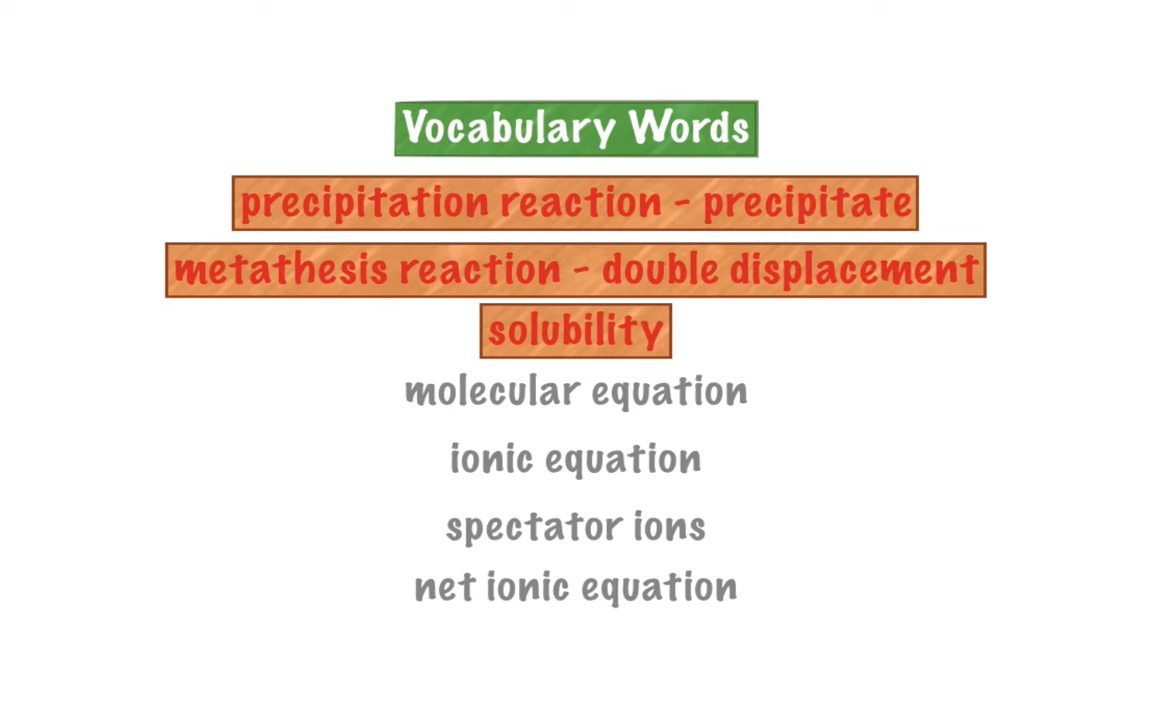 Vocabulary Words
precipitation reaction - precipitate
metathesis reaction - double displacement
solubility
molecular equation
ionic equation
spectator ions
net ionic equation